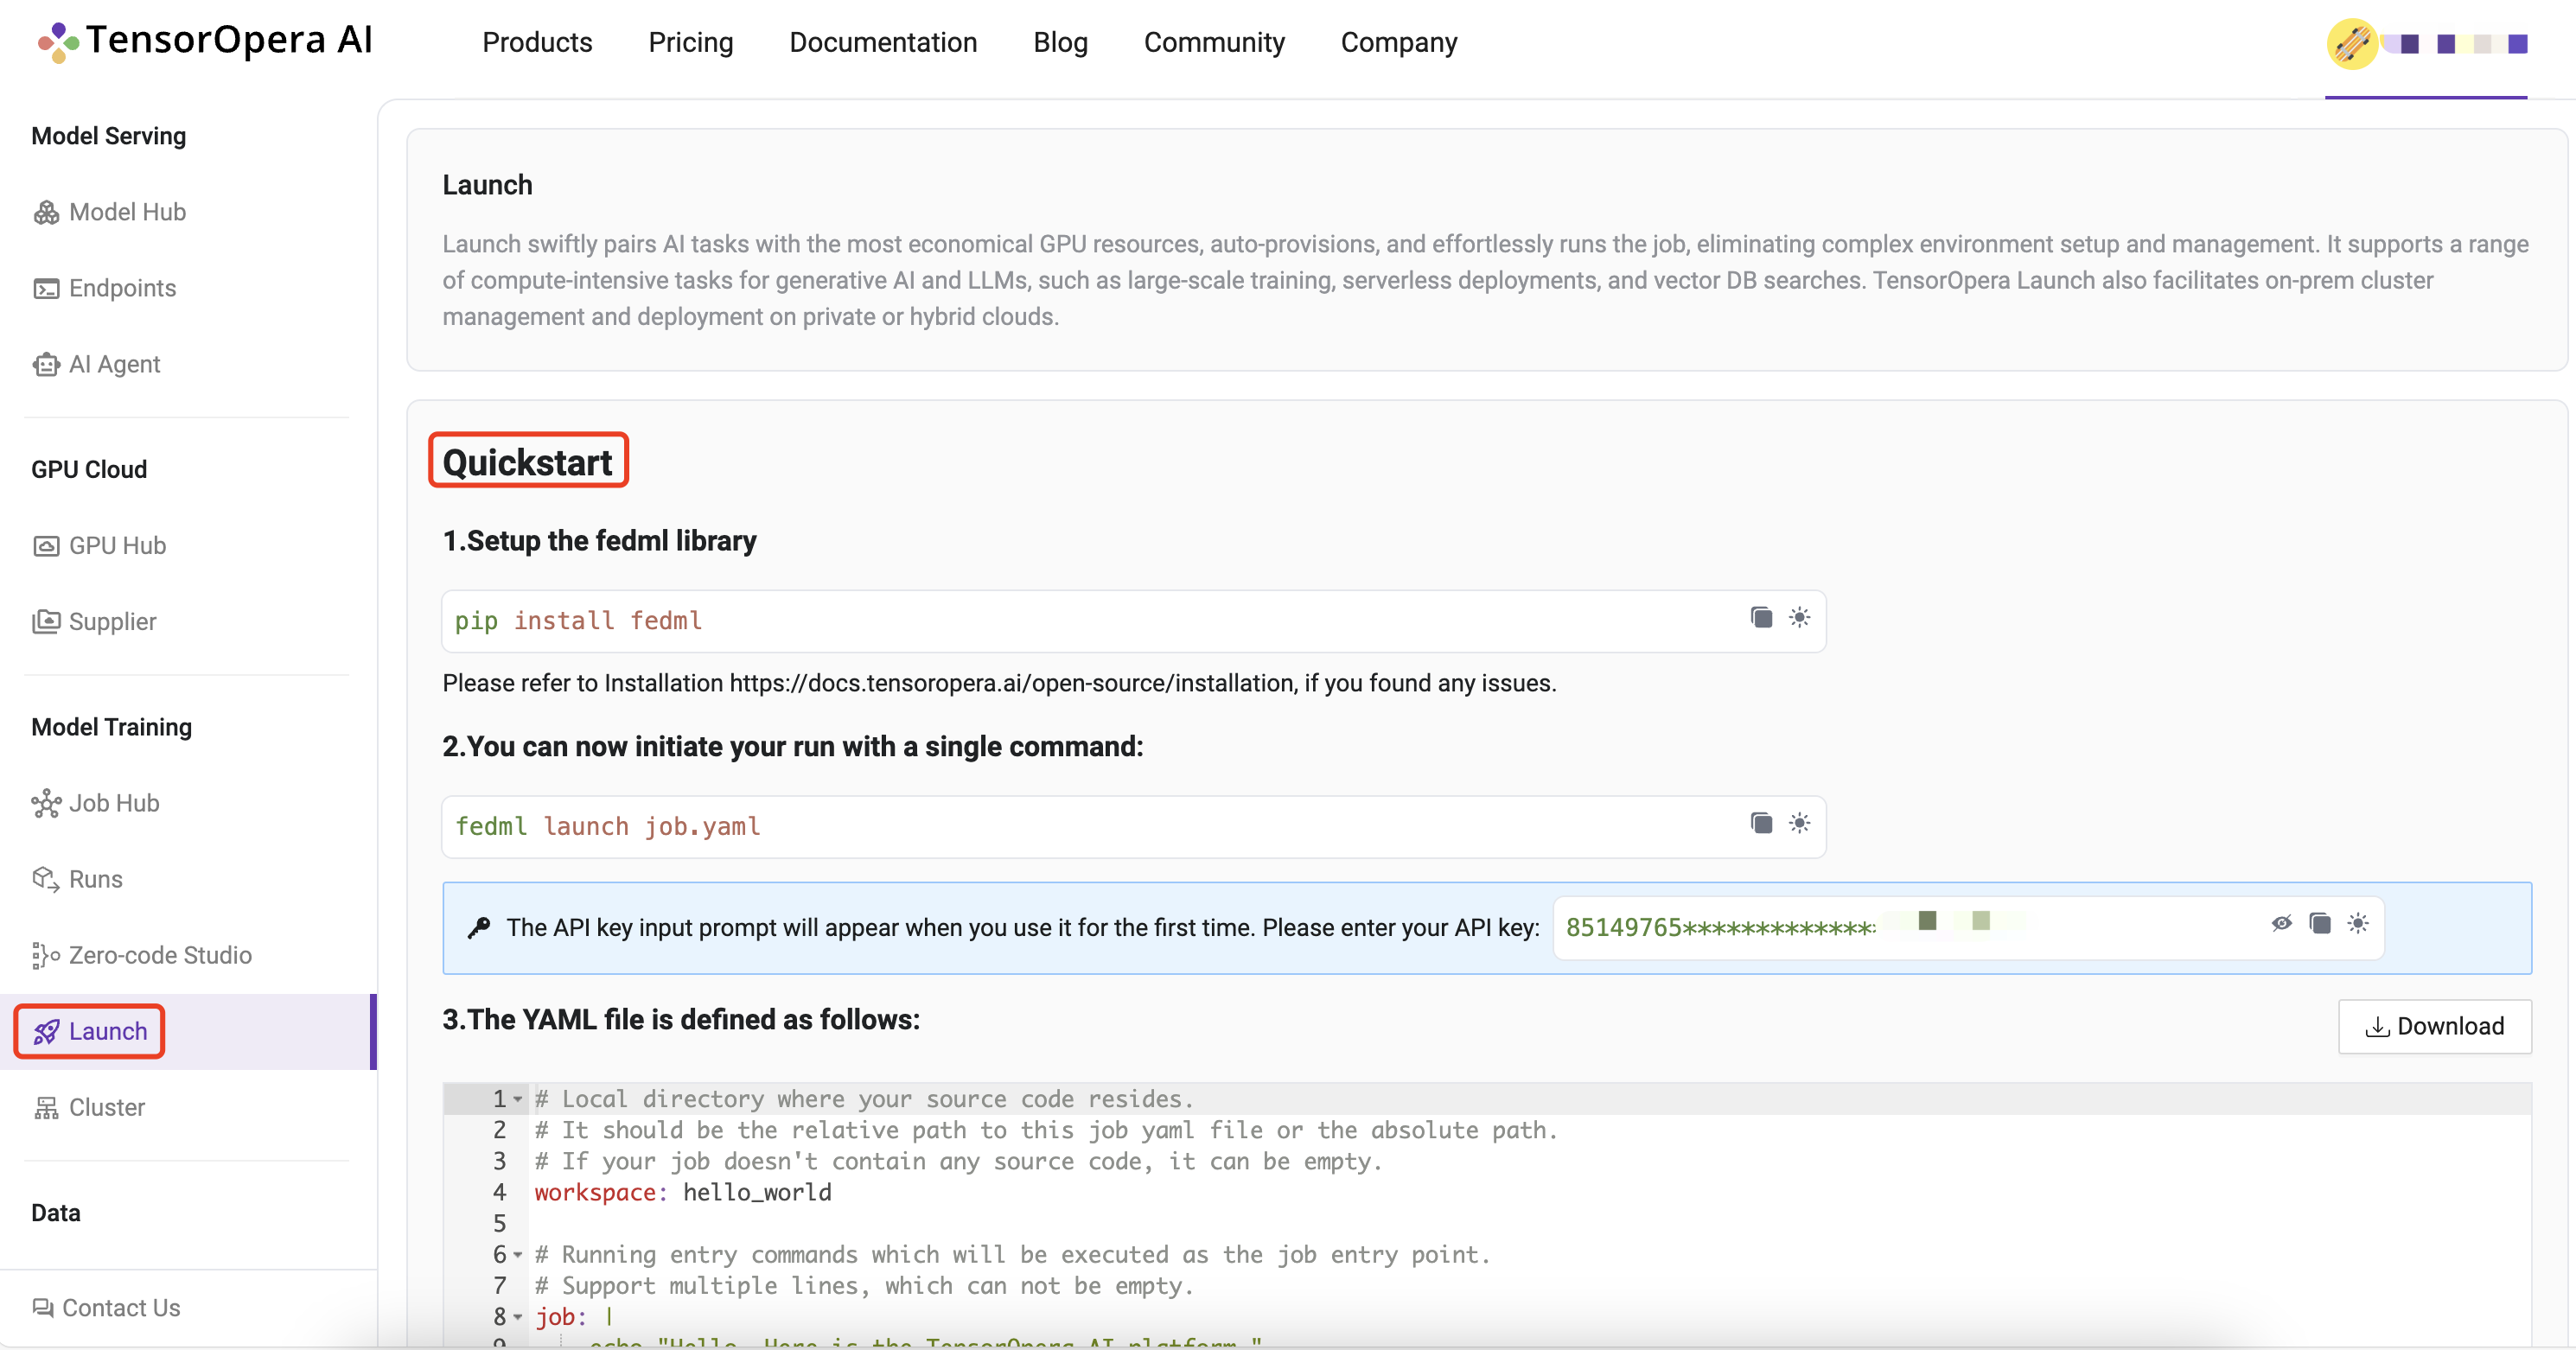 TensorOpera AI
Products
Pricing
Documentation
Blog
Community
Company
Model Serving
Model Hub
Endpoints
AI Agent
GPU Cloud
GPU Hub
Supplier
Model Training
Job Hub
Runs
Zero-code Studio
Launch
Cluster
Data
Contact Us
Launch
Launch swiftly pairs AI tasks with the most economical GPU resources, auto-provisions, and effortlessly runs the job, eliminating complex environment setup and management. It supports a range
of compute-intensive tasks for generative AI and LLMs, such as large-scale training, serverless deployments, and vector DB searches. TensorOpera Launch also facilitates on-prem cluster
management and deployment on private or hybrid clouds.
Quickstart
1.Setup the fedml library
pip install fedml
Please refer to Installation https://docs.tensoropera.ai/open-source/installation, if you found any issues.
2.You can now initiate your run with a single command:
fedml launch job.yaml
The API key input prompt will appear when you use it for the first time. Please enter your API key: 85149765*************
3.The YAML file is defined as follows:
Download
1 # Local directory where your source code resides.
2 # It should be the relative path to this job yaml file or the absolute path.
3 # If your job doesn't contain any source code, it can be empty.
4 workspace: hello_world
5
6 # Running entry commands which will be executed as the job entry point.
7 # Support multiple lines, which can not be empty.
8 job: |
9 echo "Hello, Here is the TensorOpera AI platform."